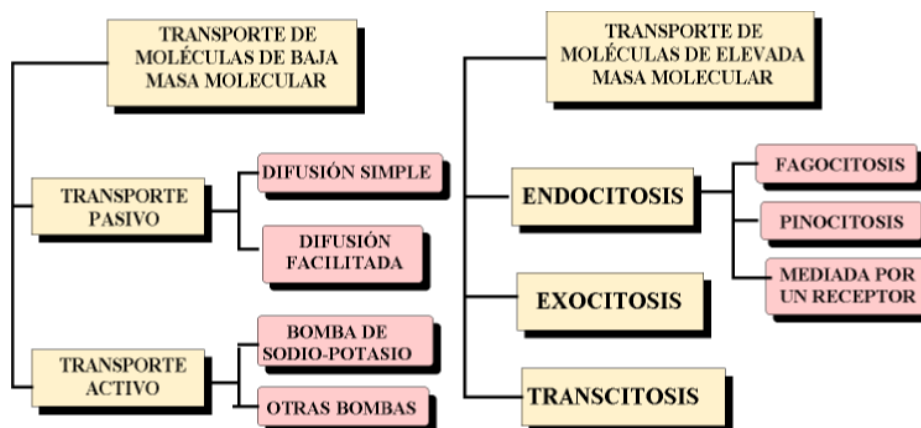 TRANSPORTE DE
MOLÉCULAS DE BAJA
MASA MOLECULAR
TRANSPORTE
PASIVO
DIFUSIÓN SIMPLE
DIFUSIÓN
FACILITADA
TRANSPORTE
ACTIVO
BOMBA DE
SODIO-POTASIO
OTRAS BOMBAS
TRANSPORTE DE
MOLÉCULAS DE ELEVADA
MASA MOLECULAR
ENDOCITOSIS
FAGOCITOSIS
PINOCITOSIS
MEDIADA POR
UN RECEPTOR
EXOCITOSIS
TRANSCITOSIS